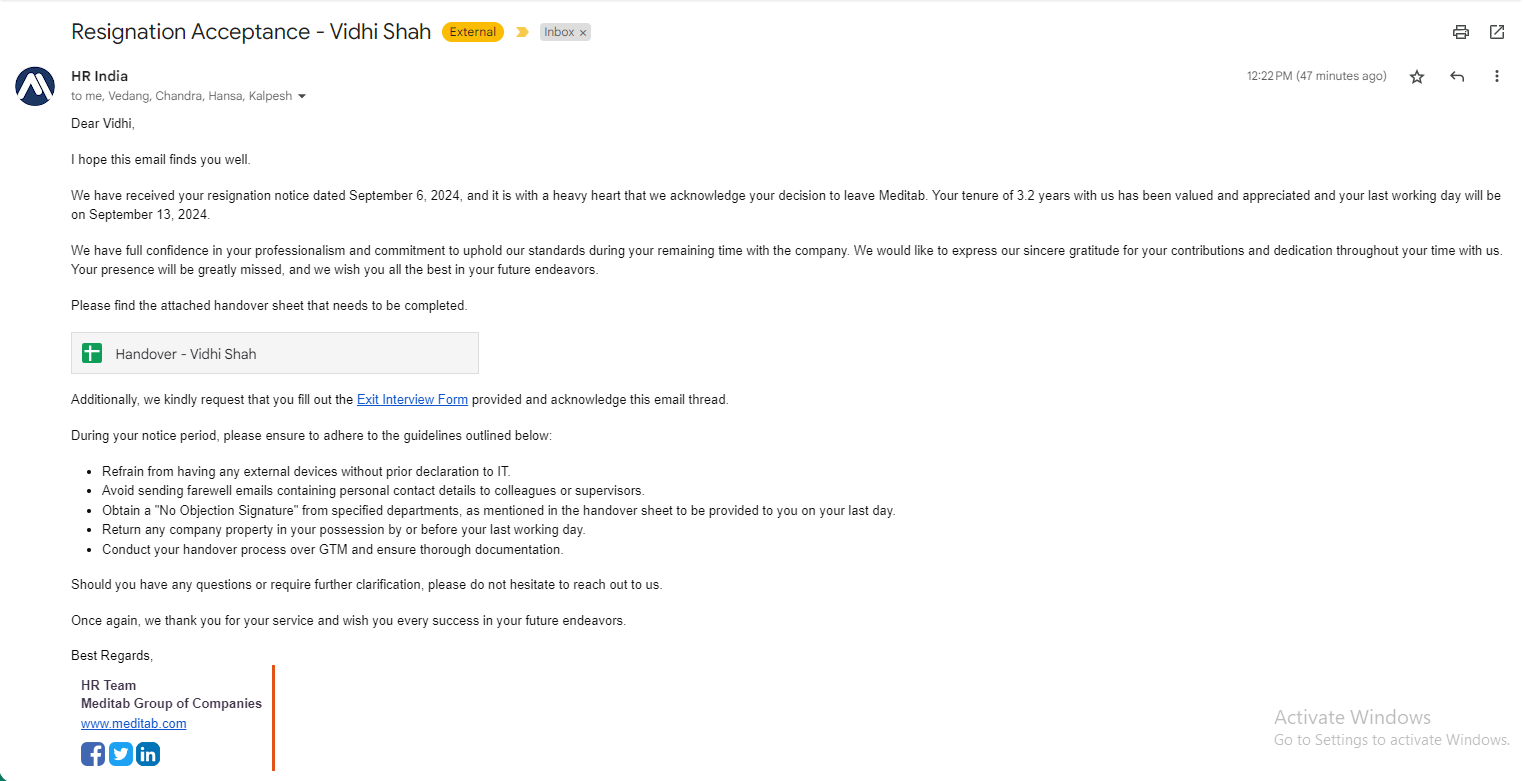 Resignation Acceptance - Vidhi Shah External Inbox ×
HR India 12:22 PM (47 minutes ago)
to me, Vedang, Chandra, Hansa, Kalpesh
Dear Vidhi,
I hope this email finds you well.
We have received your resignation notice dated September 6, 2024, and it is with a heavy heart that we acknowledge your decision to leave Meditab. Your tenure of 3.2 years with us has been valued and appreciated and your last working day will be
on September 13, 2024.
We have full confidence in your professionalism and commitment to uphold our standards during your remaining time with the company. We would like to express our sincere gratitude for your contributions and dedication throughout your time with us.
Your presence will be greatly missed, and we wish you all the best in your future endeavors.
Please find the attached handover sheet that needs to be completed.
Handover - Vidhi Shah
Additionally, we kindly request that you fill out the Exit Interview Form provided and acknowledge this email thread.
During your notice period, please ensure to adhere to the guidelines outlined below:
• Refrain from having any external devices without prior declaration to IT.
• Avoid sending farewell emails containing personal contact details to colleagues or supervisors.
• Obtain a "No Objection Signature" from specified departments, as mentioned in the handover sheet to be provided to you on your last day.
• Return any company property in your possession by or before your last working day.
• Conduct your handover process over GTM and ensure thorough documentation.
Should you have any questions or require further clarification, please do not hesitate to reach out to us.
Once again, we thank you for your service and wish you every success in your future endeavors.
Best Regards,
HR Team
Meditab Group of Companies
www.meditab.com
Activate Windows
Go to Settings to activate Windows.